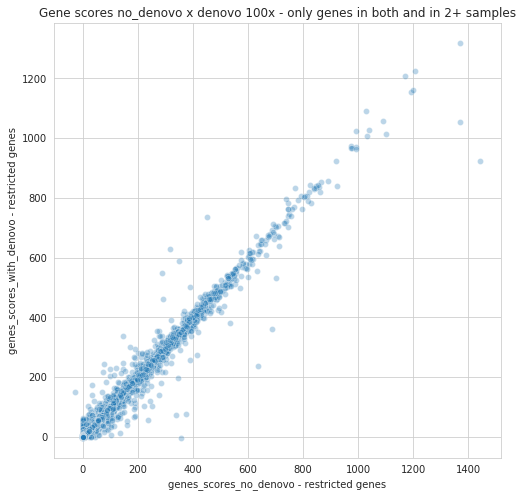 Gene scores no_denovo x denovo 100x - only genes in both and in 2+ samples
1200
1000
800
600
400
200
0
genes_scores_with_denovo - restricted genes
0 200 400 600 800 1000 1200 1400
genes_scores_no_denovo - restricted genes